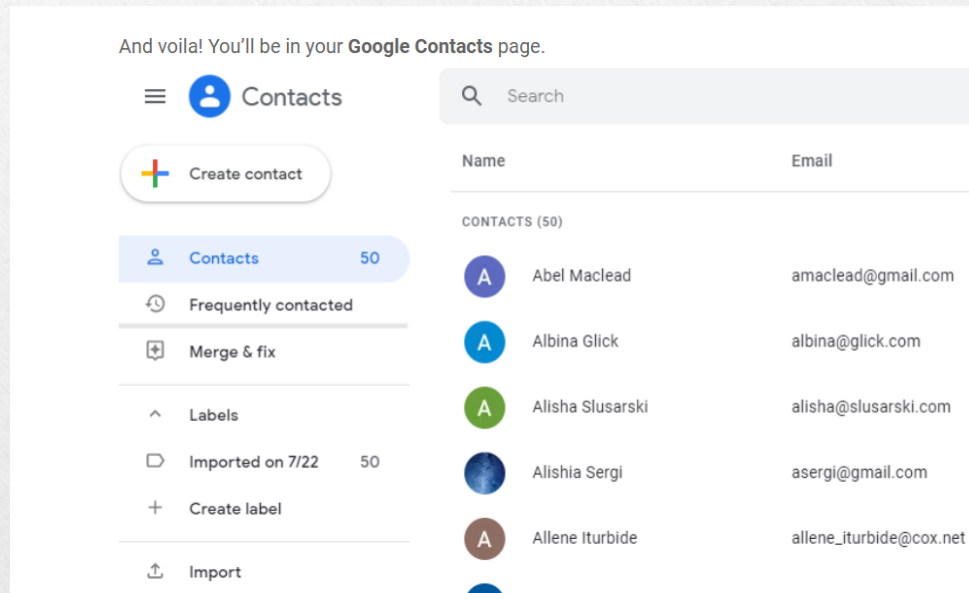 And voila! You’ll be in your Google Contacts page.
Contacts
Search
Create contact
Name Email
CONTACTS (50)
Contacts 50
Frequently contacted
Merge & fix
Labels
Imported on 7/22 50
Create label
Import
A Abel Maclead amaclead@gmail.com
A Albina Glick albina@glick.com
A Alisha Slusarski alisha@slusarski.com
Alishia Sergi asergi@gmail.com
A Allene Iturbide allene_iturbide@cox.net